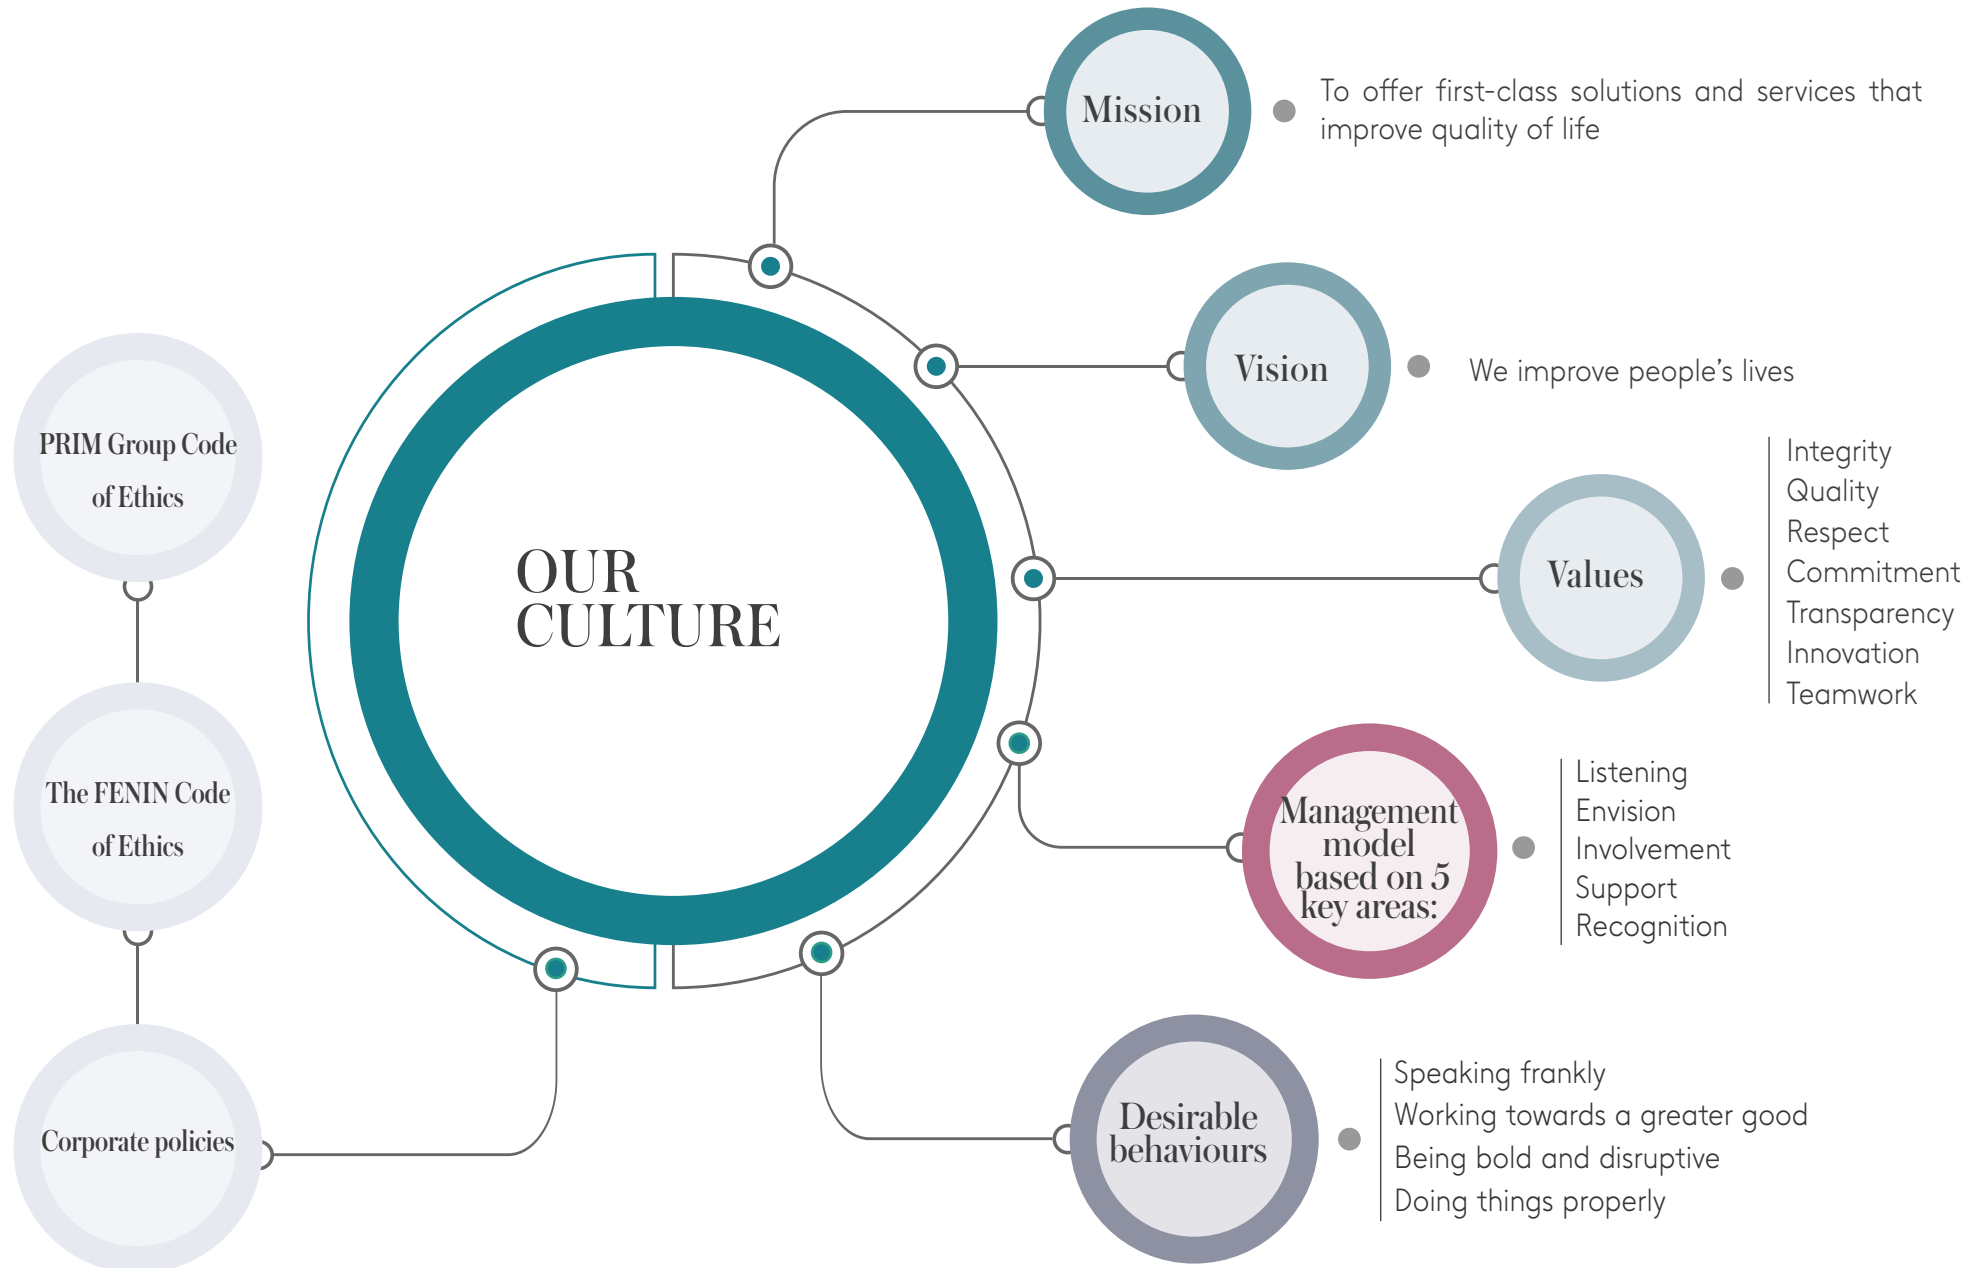 Mission
To offer first-class solutions and services that
improve quality of life
Vision
We improve people’s lives
Values
Integrity
Quality
Respect
Commitment
Transparency
Innovation
Teamwork
OUR
CULTURE
PRIM Group Code
of Ethics
The FENIN Code
of Ethics
Corporate policies
Management
model
based on 5
key areas:
Listening
Envision
Involvement
Support
Recognition
Desirable
behaviours
Speaking frankly
Working towards a greater good
Being bold and disruptive
Doing things properly